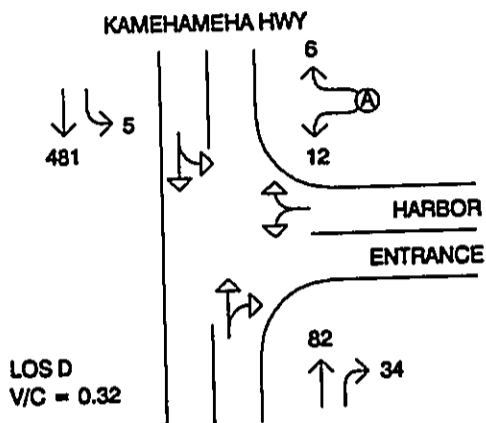 KAMEHAMEHA HWY
6
A
5
481
12
HARBOR
ENTRANCE
82
34
LOS D
V/C = 0.32